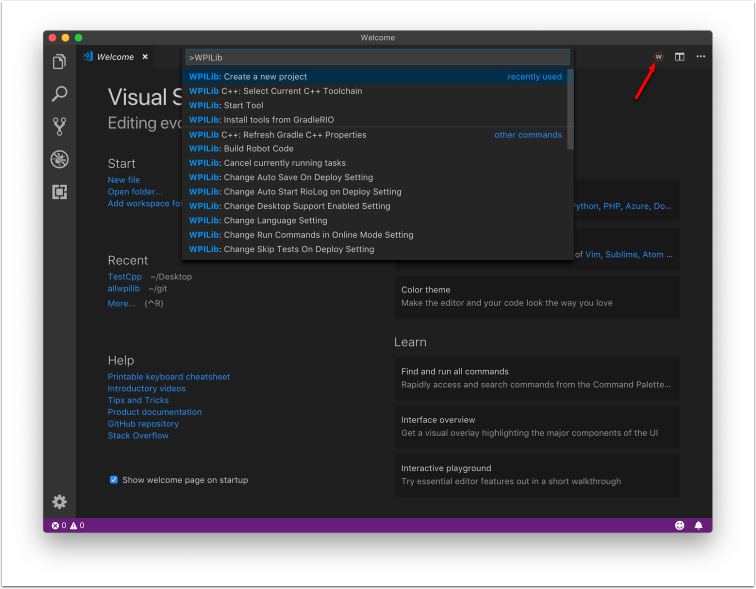 Welcome
Welcome ×
W
>WPILib
WPILib: Create a new project recently used
WPILib C++: Select Current C++ Toolchain
WPILib: Start Tool
WPILib: Install tools from GradleRIO
WPILib C++: Refresh Gradle C++ Properties other commands
WPILib: Build Robot Code
WPILib: Cancel currently running tasks
WPILib: Change Auto Save On Deploy Setting
WPILib: Change Auto Start RioLog on Deploy Setting
WPILib: Change Desktop Support Enabled Setting
WPILib: Change Language Setting
WPILib: Change Run Commands in Online Mode Setting
WPILib: Change Skip Tests On Deploy Setting
Visual S
Editing evo
Start
New file
Open folder...
Add workspace fol
Recent
TestCpp ~/Desktop
allwpilib ~/git
More... (^R)
Help
Printable keyboard cheatsheet
Introductory videos
Tips and Tricks
Product documentation
GitHub repository
Stack Overflow
Show welcome page on startup
ython, PHP, Azure, Do...
of Vim, Sublime, Atom ...
Color theme
Make the editor and your code look the way you love
Learn
Find and run all commands
Rapidly access and search commands from the Command Palette...
Interface overview
Get a visual overlay highlighting the major components of the UI
Interactive playground
Try essential editor features out in a short walkthrough
0 0